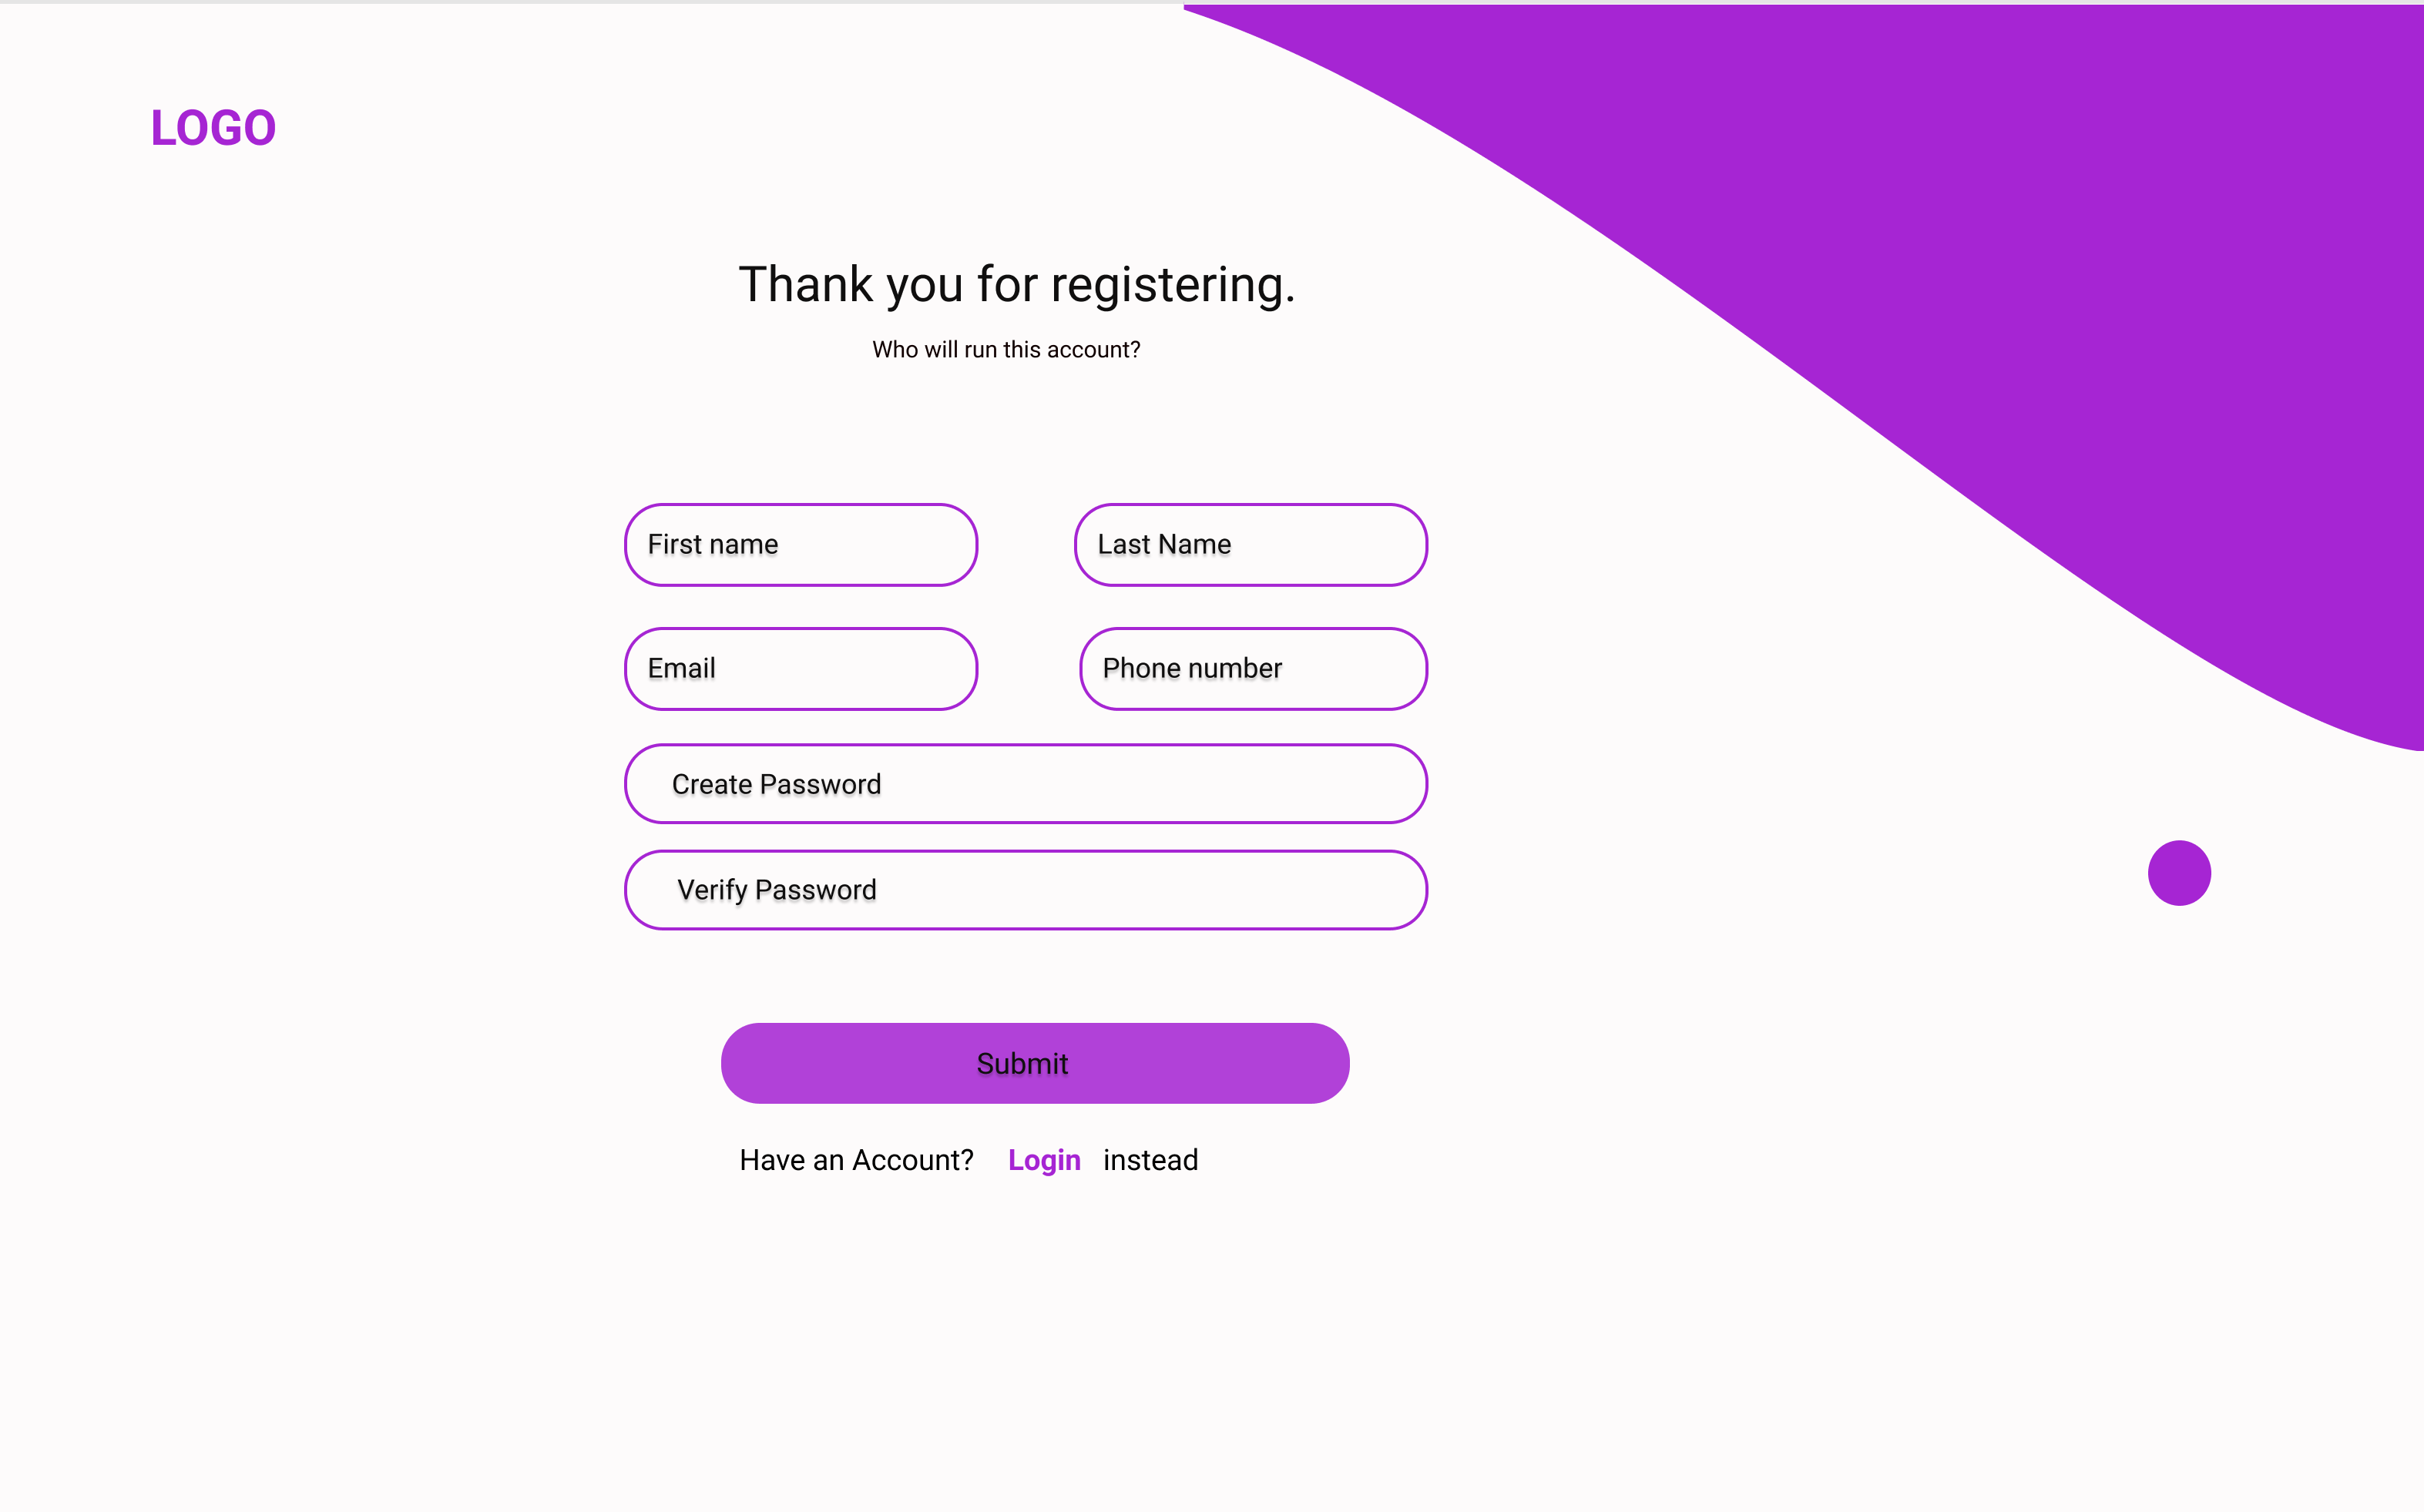 LOGO
Thank you for registering.
Who will run this account?
First name
Last Name
Email
Phone number
Create Password
Verify Password
Submit
Have an Account? Login instead